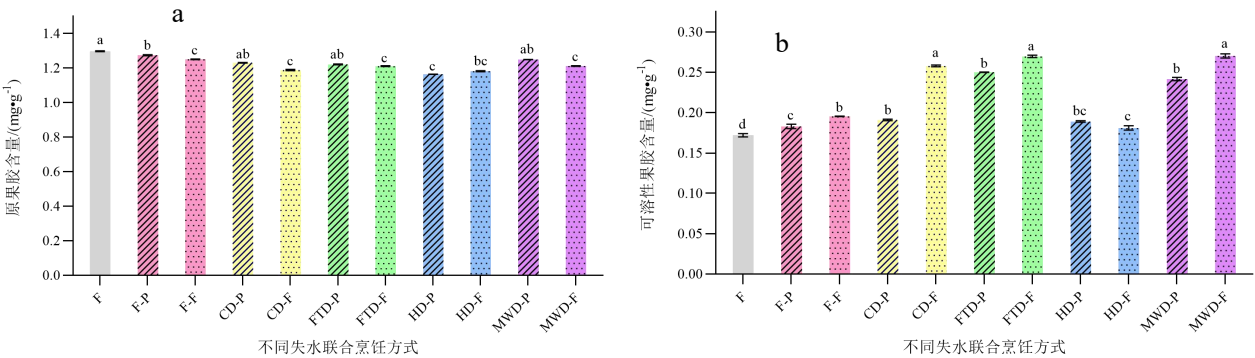 a
原果胶含量/(mg•g⁻¹)
1.4
1.2
1.0
0.8
0.6
0.4
0.2
0.0
a b c ab c ab c c bc ab c
F F-P F-F CD-P CD-F FTD-P FTD-F HD-P HD-F MWD-P MWD-F
不同失水联合烹饪方式
b
可溶性果胶含量/(mg•g⁻¹)
0.30
0.25
0.20
0.15
0.10
0.05
0.00
d c b b a b a bc c b a
F F-P F-F CD-P CD-F FTD-P FTD-F HD-P HD-F MWD-P MWD-F
不同失水联合烹饪方式